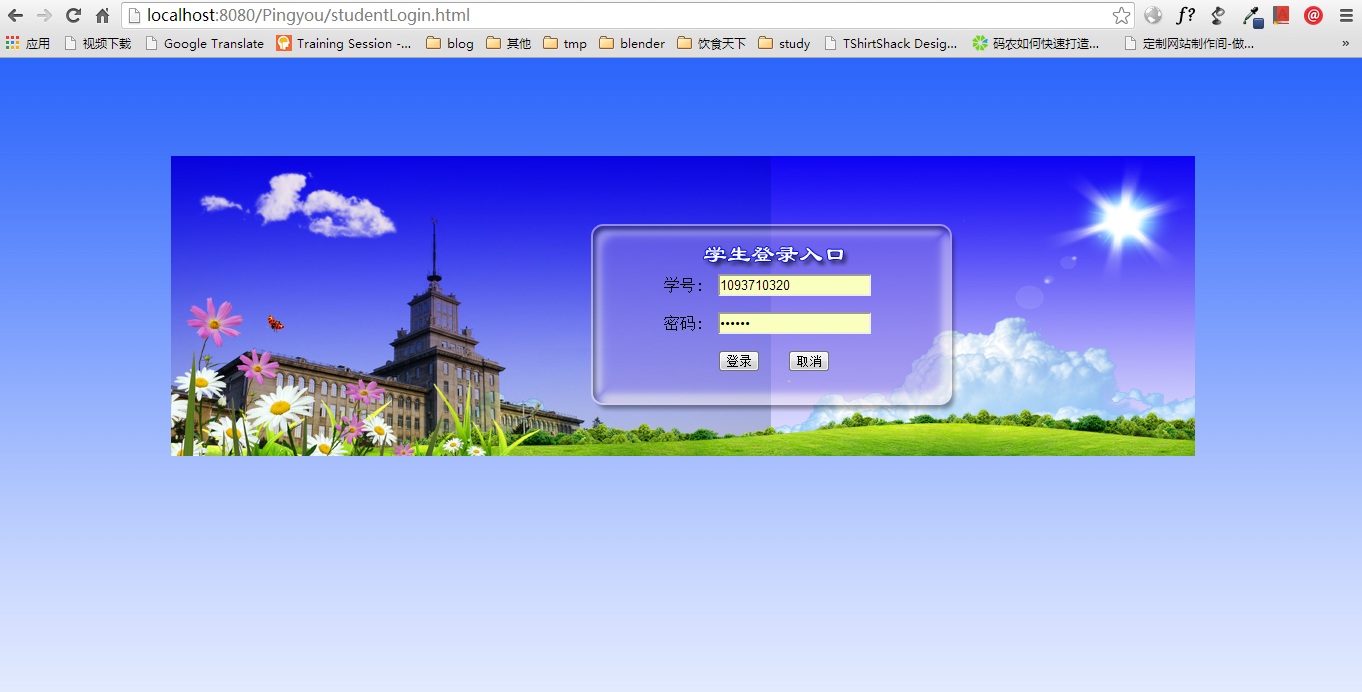 localhost:8080/Pingyou/studentLogin.html
f?
应用 视频下载 Google Translate Training Session -... blog 其他 tmp blender 饮食天下 study TShirtShack Desig... 码农如何快速打造... 定制网站制作间-做... »
学生登录入口
学号： 1093710320
密码： ••••••
登录 取消